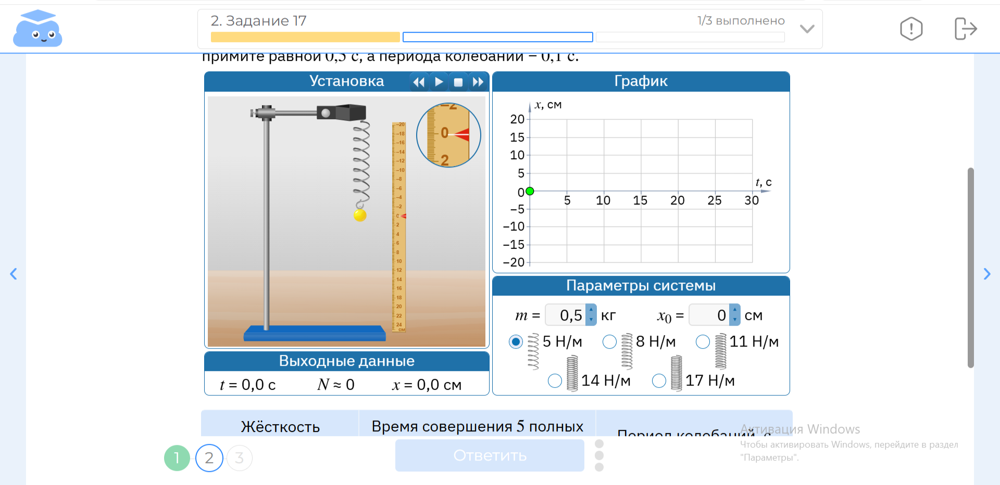 2. Задание 17
1/3 выполнено
примите равной 0,5 с, а периода колебаний – 0,1 с.
Установка
–2
0
2
–20
–18
–16
–14
–12
–10
–8
–6
–4
–2
0
2
4
6
8
10
12
14
16
18
20
22
24
см
График
x, см
20
15
10
5
0
–5
–10
–15
–20
t, с
5 10 15 20 25 30
Выходные данные
t = 0,0 с N ≈ 0 x = 0,0 см
Параметры системы
m = 0,5 кг x0 = 0 см
5 Н/м 8 Н/м 11 Н/м
14 Н/м 17 Н/м
Жёсткость
Время совершения 5 полных
Период колебаний, с
Активация Windows
Чтобы активировать Windows, перейдите в раздел
"Параметры".
1 2 3
Ответить